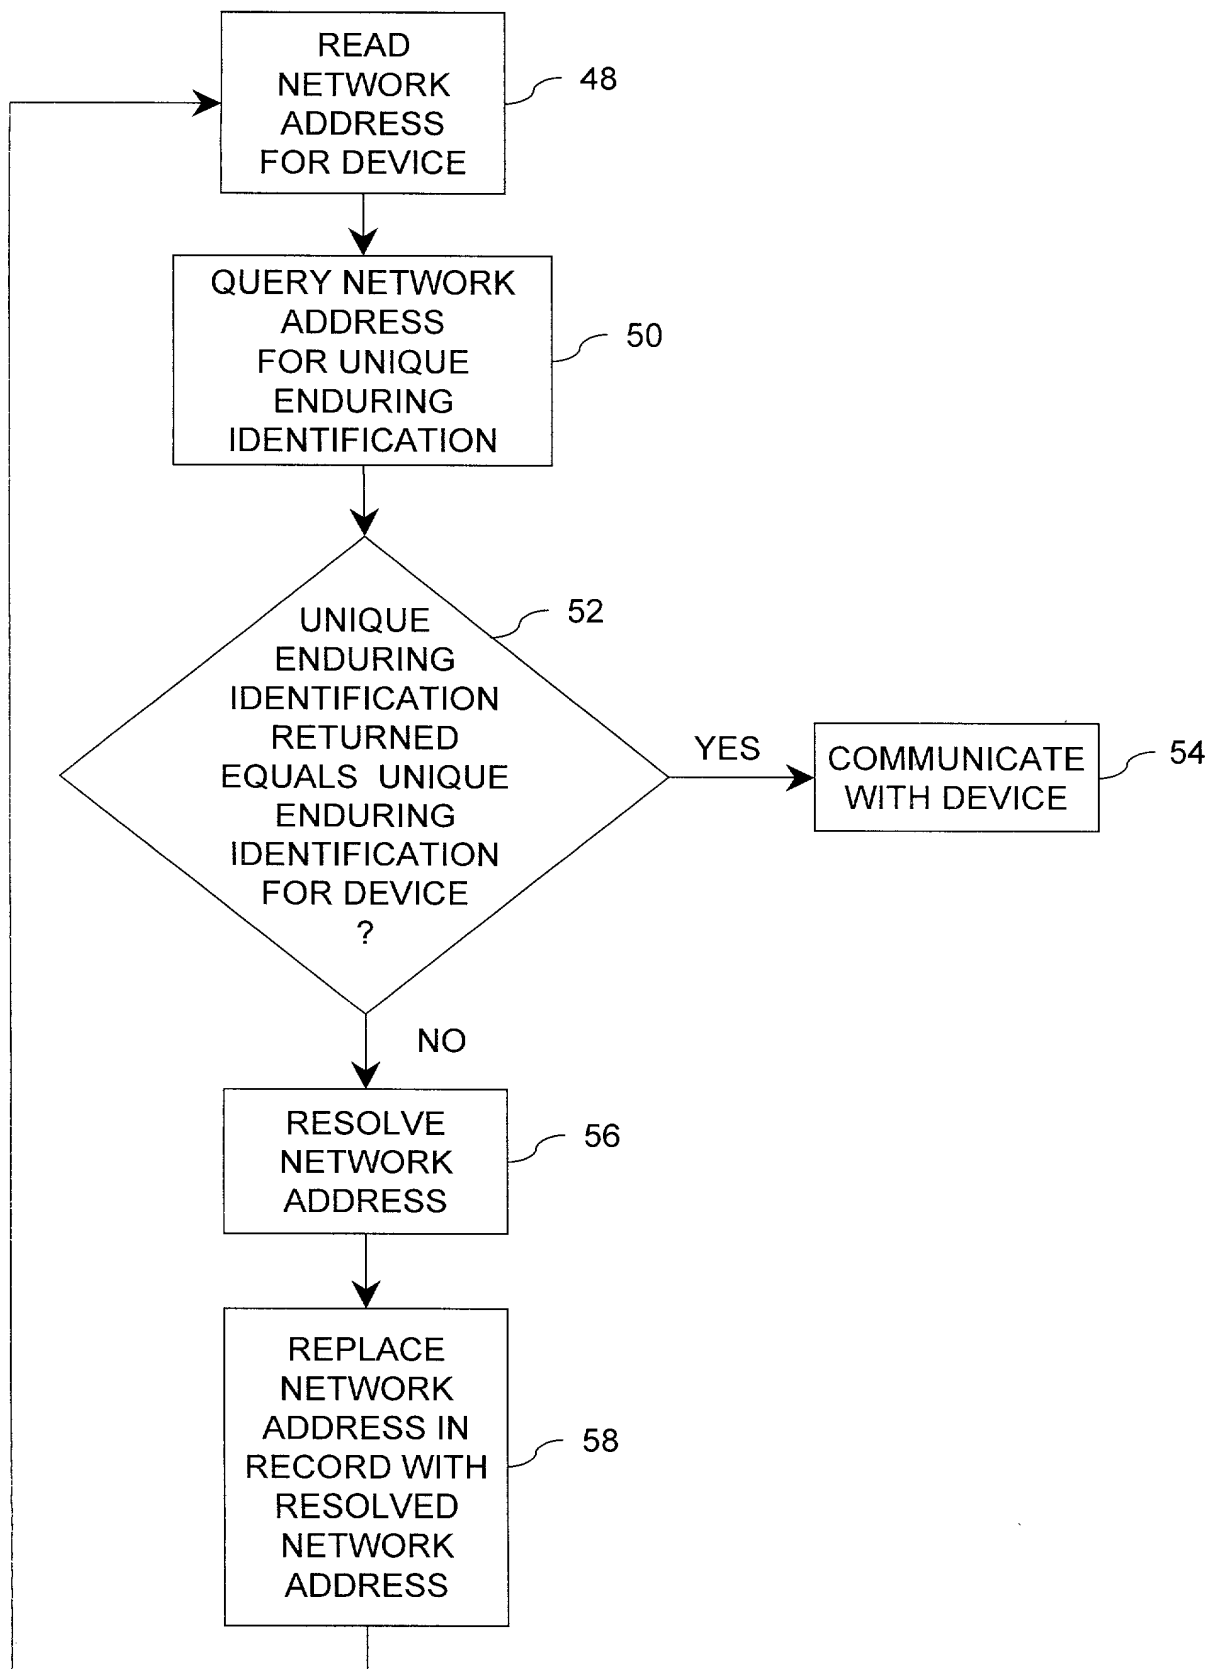 READ
NETWORK
ADDRESS
FOR DEVICE
48
QUERY NETWORK
ADDRESS
FOR UNIQUE
ENDURING
IDENTIFICATION
50
UNIQUE
ENDURING
IDENTIFICATION
RETURNED
EQUALS UNIQUE
ENDURING
IDENTIFICATION
FOR DEVICE
?
52
YES
COMMUNICATE
WITH DEVICE
54
NO
RESOLVE
NETWORK
ADDRESS
56
REPLACE
NETWORK
ADDRESS IN
RECORD WITH
RESOLVED
NETWORK
ADDRESS
58